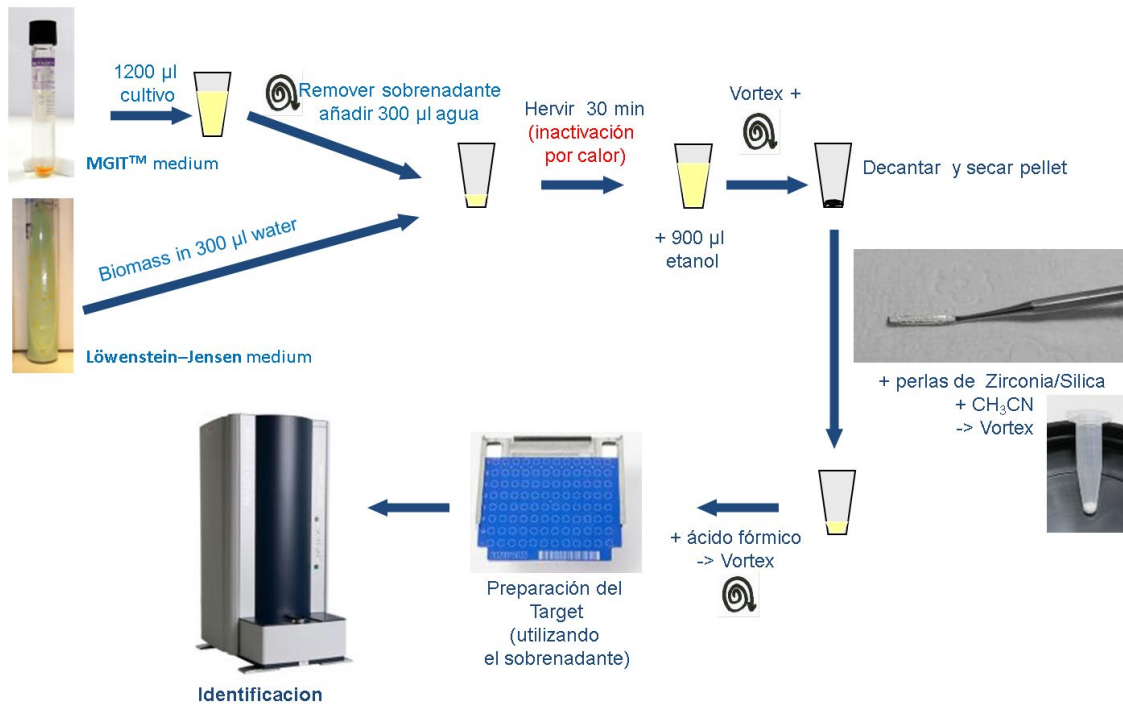 1200 µl
cultivo
MGIT™ medium
Remover sobrenadante
añadir 300 µl agua
Biomass in 300 µl water
Löwenstein–Jensen medium
Hervir 30 min
(inactivación
por calor)
+ 900 µl
etanol
Vortex +
Decantar y secar pellet
+ perlas de Zirconia/Silica
+ CH₃CN
-> Vortex
+ ácido fórmico
-> Vortex
Preparación del
Target
(utilizando
el sobrenadante)
Identificacion